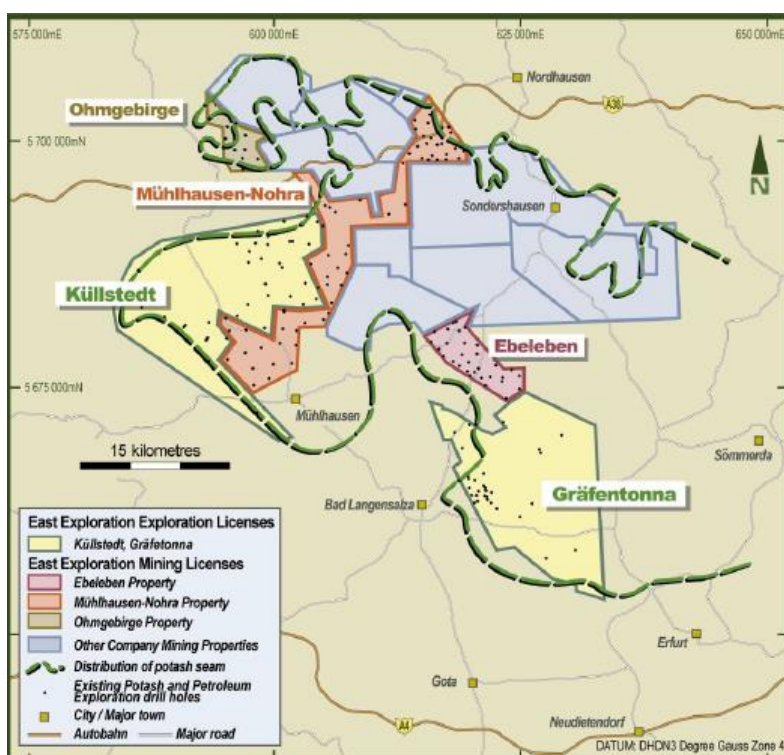 575 000mE
600 000mE
625 000mE
650 000mE
Nordhausen
Ohmgebirge
A38
5 700 000mN
Mühlhausen-Nohra
N
Sondershausen
Küllstedt
Ebeleben
5 675 000mN
Mühlhausen
15 kilometres
Sömmerda
Gräfentonna
Bad Langensalza
East Exploration Exploration Licenses
Küllstedt, Gräfetonna
East Exploration Mining Licenses
Ebeleben Property
Mühlhausen-Nohra Property
Ohmgebirge Property
Other Company Mining Properties
Distribution of potash seam
Existing Potash and Petroleum
Exploration drill holes
City / Major town
Autobahn
Major road
Erfurt
Gota
A4
Neudietendorf
DATUM: DHDN3 Degree Gauss Zone